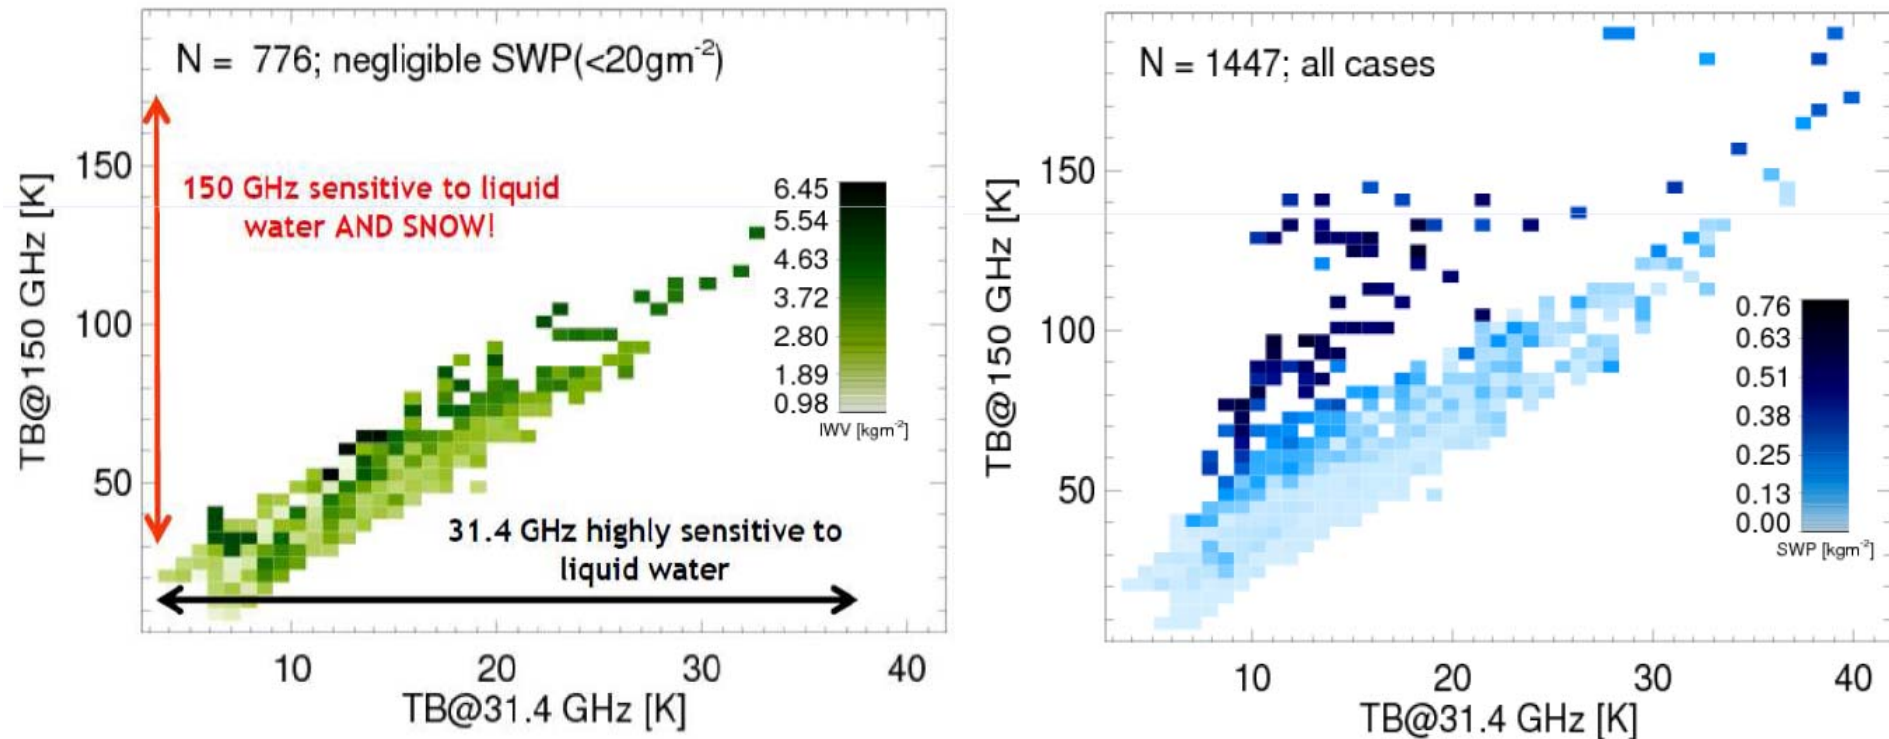 N = 776; negligible SWP(<20gm-2)
150 GHz sensitive to liquid
water AND SNOW!
31.4 GHz highly sensitive to
liquid water
TB@150 GHz [K]
150
100
50
10 20 30 40
TB@31.4 GHz [K]
6.45
5.54
4.63
3.72
2.80
1.89
0.98
IWV [kgm-2]
N = 1447; all cases
TB@150 GHz [K]
150
100
50
10 20 30 40
TB@31.4 GHz [K]
0.76
0.63
0.51
0.38
0.25
0.13
0.00
SWP [kgm-2]